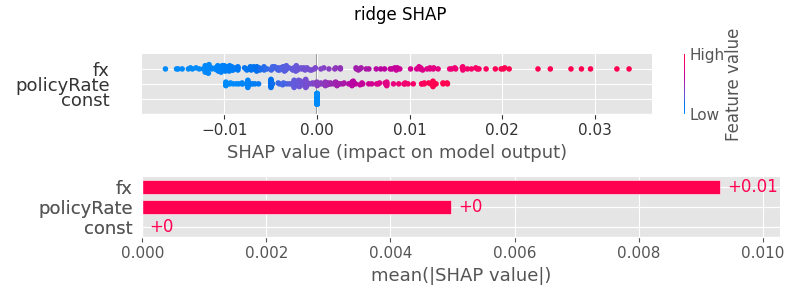 ridge SHAP
High
fx
policyRate
const
Low
Feature value
−0.01 0.00 0.01 0.02 0.03
SHAP value (impact on model output)
fx +0.01
policyRate +0
const +0
0.000 0.002 0.004 0.006 0.008 0.010
mean(|SHAP value|)